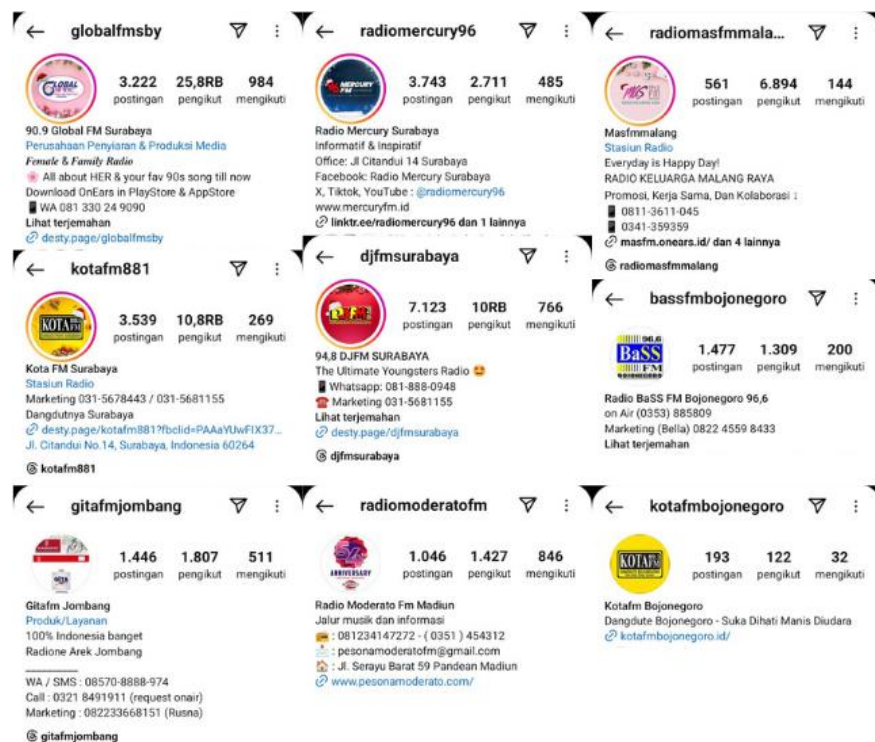 globalfmsby
GLOBAL
3.222 25,8RB 984
postingan pengikut mengikuti
90.9 Global FM Surabaya
Perusahaan Penyiaran & Produksi Media
Female & Family Radio
All about HER & your fav 90s song till now
Download OnEars in PlayStore & AppStore
WA 081 330 24 9090
Lihat terjemahan
desty.page/globalfmsby
radiomercury96
MERCURY
FM
3.743 2.711 485
postingan pengikut mengikuti
Radio Mercury Surabaya
Informatif & Inspiratif
Office: Jl Citandui 14 Surabaya
Facebook: Radio Mercury Surabaya
X, Tiktok, YouTube : @radiomercury96
www.mercuryfm.id
linktr.ee/radiomercury96 dan 1 lainnya
radiomasfmmala...
561 6.894 144
postingan pengikut mengikuti
Masfmmalang
Stasiun Radio
Everyday is Happy Day!
RADIO KELUARGA MALANG RAYA
Promosi, Kerja Sama, Dan Kolaborasi
0811-3611-045
0341-359359
masfm.onears.id/ dan 4 lainnya
radiomasfmmalang
kotafm881
KOTA FM
3.539 10,8RB 269
postingan pengikut mengikuti
Kota FM Surabaya
Stasiun Radio
Marketing 031-5678443 / 031-5681155
Dangdutnya Surabaya
desty.page/kotafm881?fbclid=PAAaYUwFIX37...
Jl. Citandui No.14, Surabaya, Indonesia 60264
kotafm881
djfmsurabaya
DJFM
7.123 10RB 766
postingan pengikut mengikuti
94,8 DJFM SURABAYA
The Ultimate Youngsters Radio
Whatsapp: 081-888-0948
Marketing 031-5681155
Lihat terjemahan
desty.page/djfmsurabaya
djfmsurabaya
bassfmbojonegoro
96,6
BaSS
FM
BOJONEGORO
1.477 1.309 200
postingan pengikut mengikuti
Radio BaSS FM Bojonegoro 96,6
on Air (0353) 885809
Marketing (Bella) 0822 4559 8433
Lihat terjemahan
gitafmjombang
1.446 1.807 511
postingan pengikut mengikuti
Gitafm Jombang
Produk/Layanan
100% Indonesia banget
Radione Arek Jombang
WA / SMS : 08570-8888-974
Call : 0321 8491911 (request onair)
Marketing : 082233668151 (Rusna)
gitafmjombang
radiomoderatofm
ANNIVERSARY
1.046 1.427 846
postingan pengikut mengikuti
Radio Moderato Fm Madiun
Jalur musik dan informasi
: 081234147272 - ( 0351 ) 454312
: pesonamoderatofm@gmail.com
: Jl. Serayu Barat 59 Pandean Madiun
www.pesonamoderato.com/
kotafmbojonegoro
KOTA FM
193 122 32
postingan pengikut mengikuti
Kotafm Bojonegoro
Dangdute Bojonegoro - Suka Dihati Manis Diudara
kotafmbojonegoro.id/